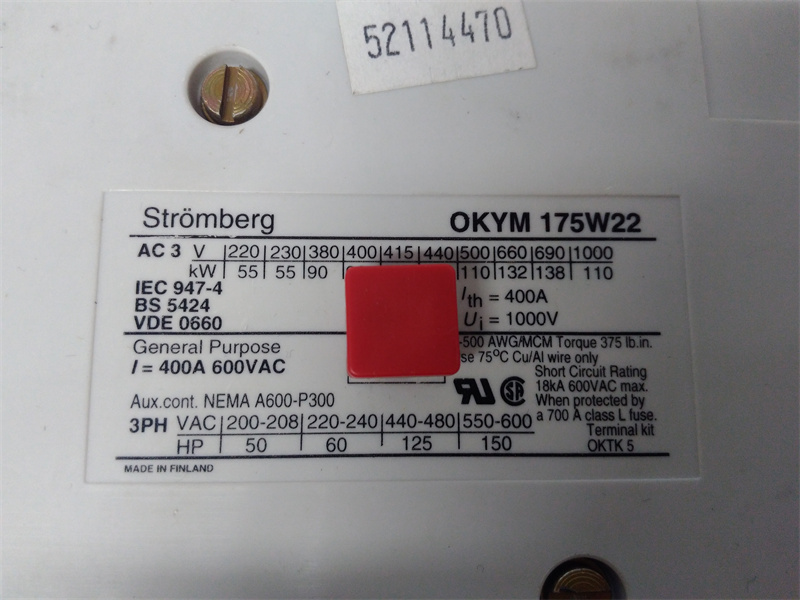 52114470
Strömberg OKYM 175W22
AC 3 V 220 230 380 400 415 440 500 660 690 1000
kW 55 55 90 110 132 138 110
IEC 947-4
BS 5424
VDE 0660
Ith = 400A
Ui = 1000V
General Purpose
I = 400A 600VAC
-500 AWG/MCM Torque 375 lb.in.
75°C Cu/Al wire only
Short Circuit Rating
18kA 600VAC max.
When protected by
a 700 A class L fuse.
Terminal kit
OKTK 5
Aux.cont. NEMA A600-P300
3PH VAC 200-208 220-240 440-480 550-600
HP 50 60 125 150
MADE IN FINLAND